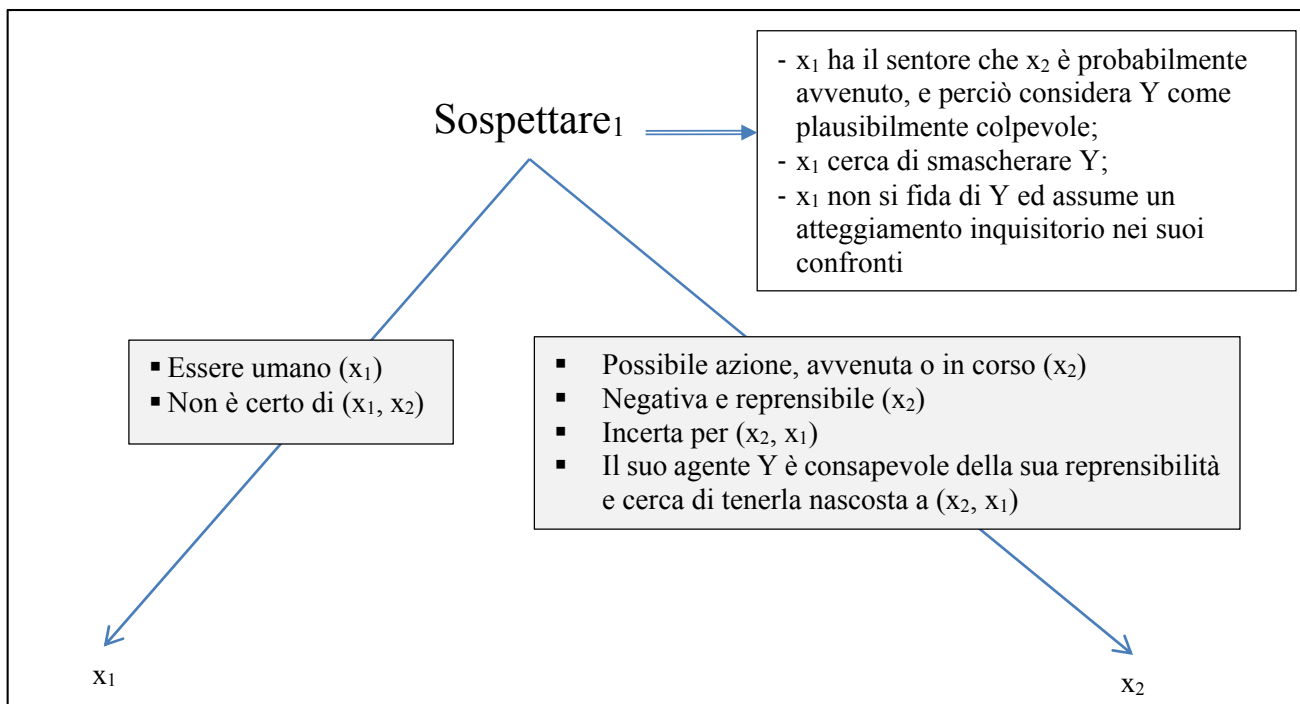 Sospettare₁
- x₁ ha il sentore che x₂ è probabilmente
avvenuto, e perciò considera Y come
plausibilmente colpevole;
- x₁ cerca di smascherare Y;
- x₁ non si fida di Y ed assume un
atteggiamento inquisitorio nei suoi
confronti
▪ Essere umano (x₁)
▪ Non è certo di (x₁, x₂)
▪ Possibile azione, avvenuta o in corso (x₂)
▪ Negativa e reprensibile (x₂)
▪ Incerta per (x₂, x₁)
▪ Il suo agente Y è consapevole della sua reprensibilità
e cerca di tenerla nascosta a (x₂, x₁)
x₁
x₂